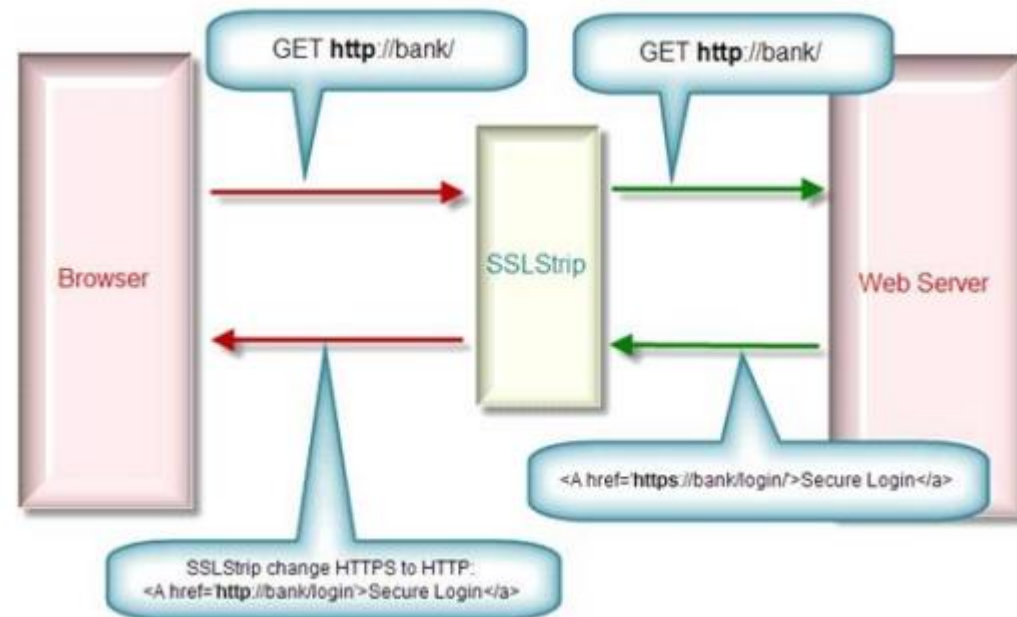 GET http://bank/
GET http://bank/
Browser
SSLStrip
Web Server
<A href='https://bank/login/'>Secure Login</a>
SSLStrip change HTTPS to HTTP:
<A href='http://bank/login'>Secure Login</a>